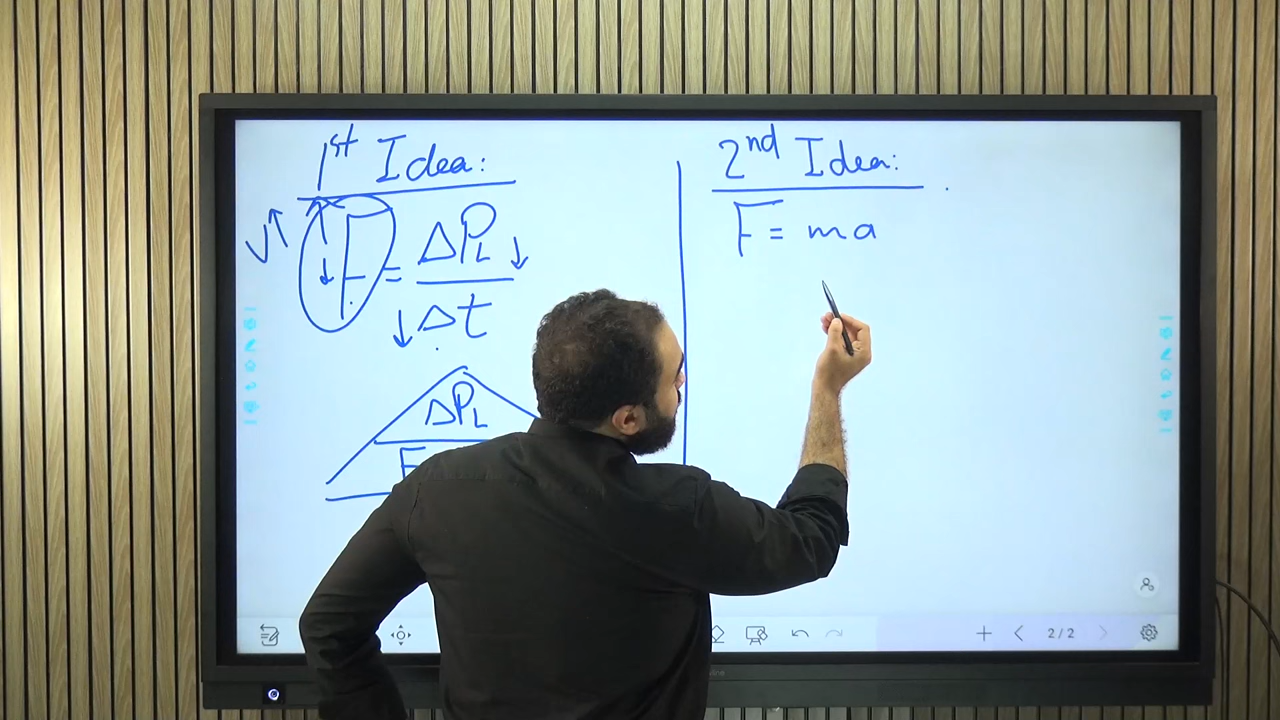 1st Idea:
V↑ ↑ ↓ F = ΔPL ↓
↓ Δt
ΔPL
F
2nd Idea:
F = ma
2/2